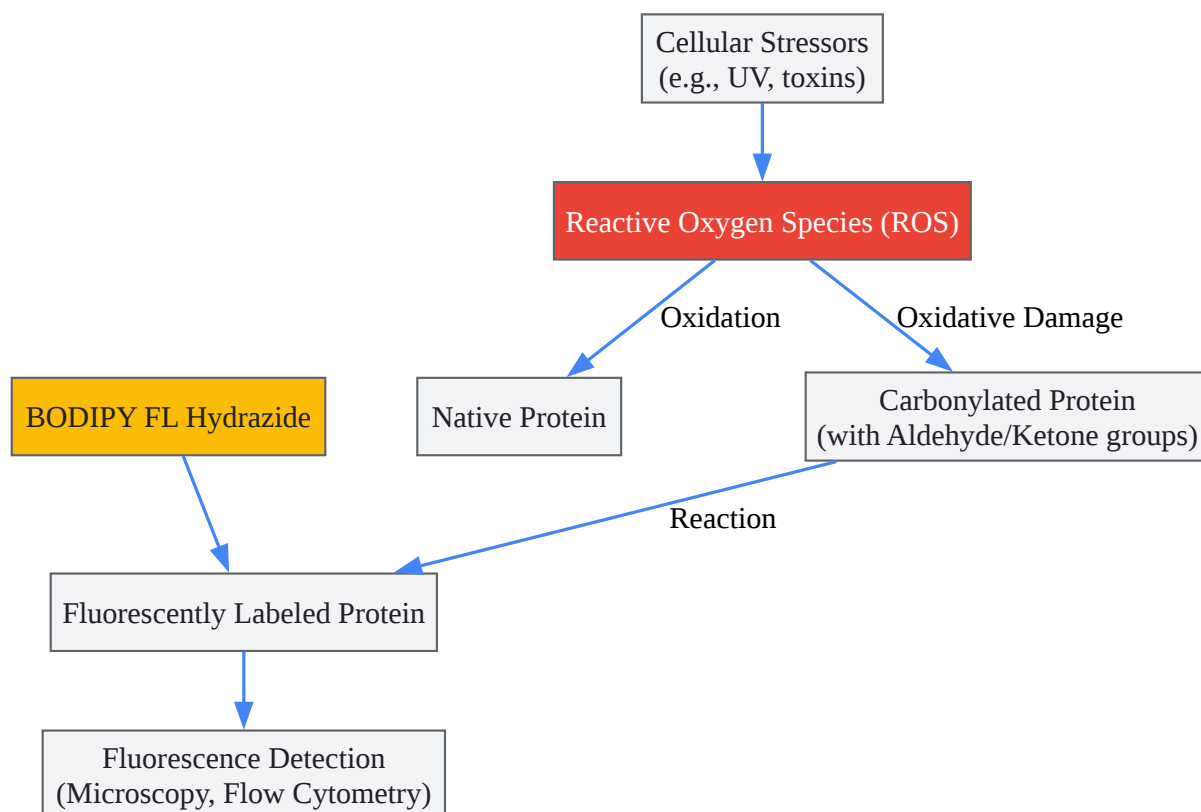 Cellular Stressors
(e.g., UV, toxins)
Reactive Oxygen Species (ROS)
Oxidation
Oxidative Damage
BODIPY FL Hydrazide
Native Protein
Carbonylated Protein
(with Aldehyde/Ketone groups)
Reaction
Fluorescently Labeled Protein
Fluorescence Detection
(Microscopy, Flow Cytometry)